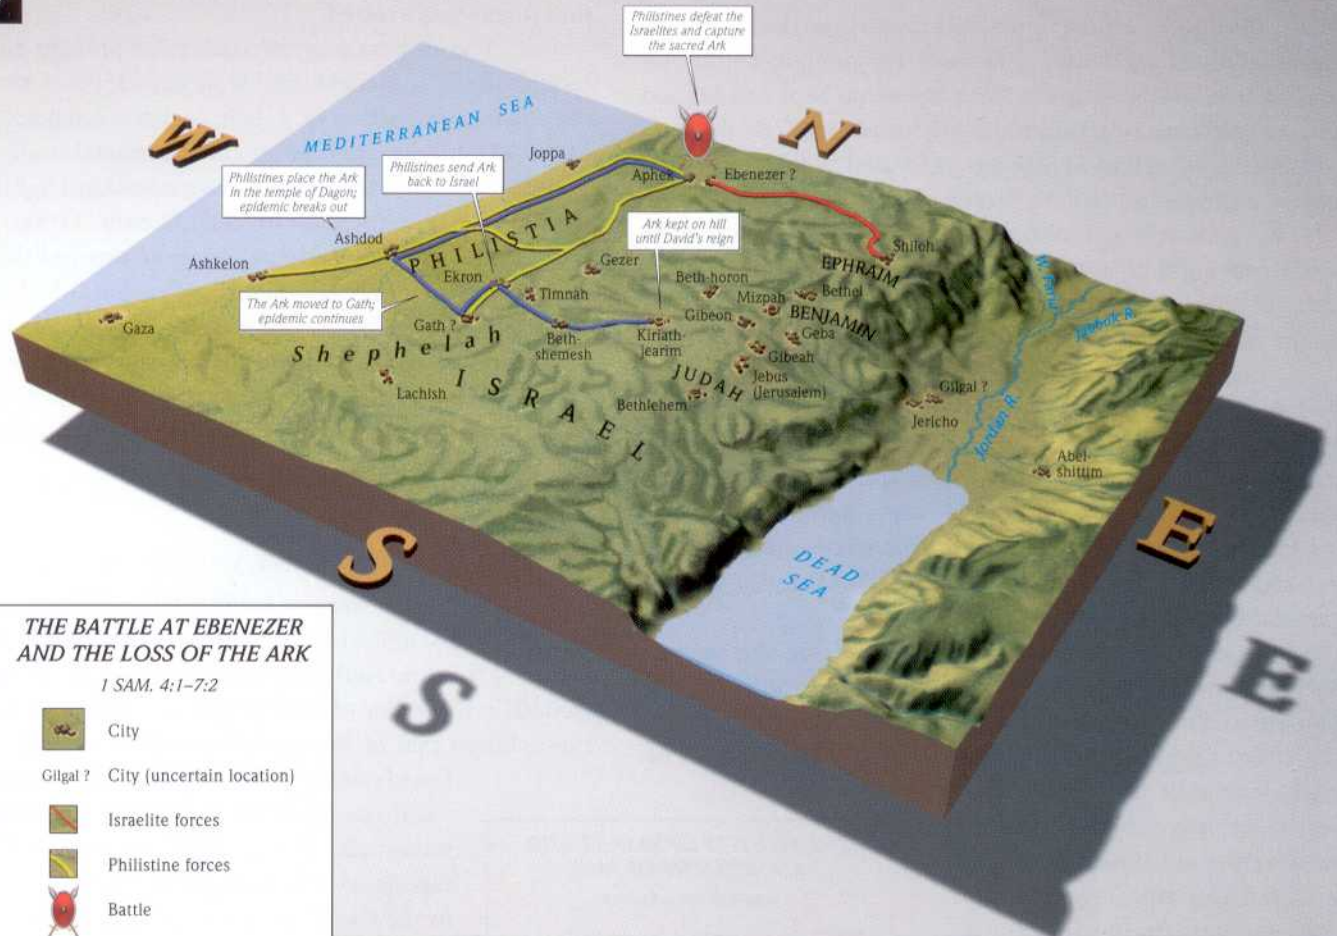 Philistines defeat the
Israelites and capture
the sacred Ark
W
N
MEDITERRANEAN SEA
Joppa
Philistines place the Ark
in the temple of Dagon;
epidemic breaks out
Philistines send Ark
back to Israel
Aphek
Ebenezer ?
Ark kept on hill
until David's reign
Ashdod
PHILISTIA
Shiloh
EPHRAIM
Ashkelon
Ekron
Gezer
Beth-horon
Bethel
W. Faria
Jabbok R.
The Ark moved to Gath;
epidemic continues
Timnah
Mizpah
Gibeon
BENJAMIN
Gaza
Gath ?
Beth-
shemesh
Kiriath-
Jearim
Geba
Gibeah
Shephelah
JUDAH
Jebus
(Jerusalem)
Lachish
ISRAEL
Bethlehem
Gilgal ?
Jericho
Jordan R.
Abel-
shittim
S
E
DEAD
SEA
S
E
THE BATTLE AT EBENEZER
AND THE LOSS OF THE ARK
1 SAM. 4:1–7:2
City
Gilgal ? City (uncertain location)
Israelite forces
Philistine forces
Battle